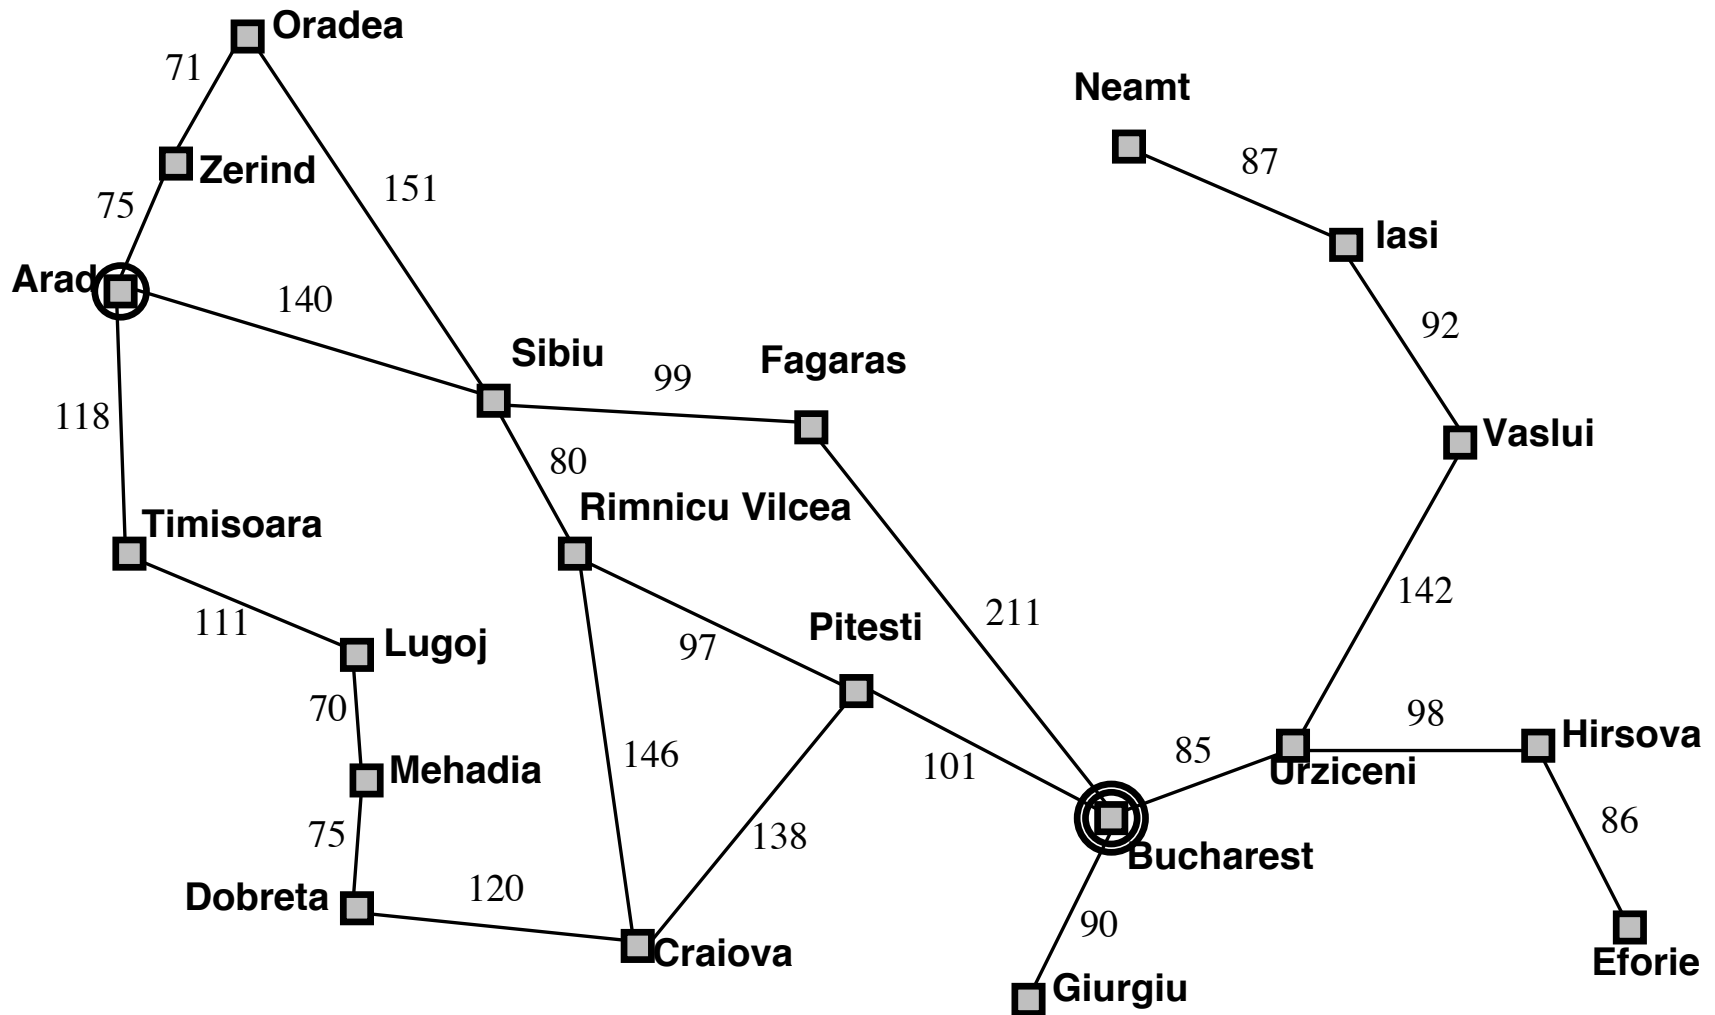 Oradea
71
Neamt
87
Zerind
151
75
Iasi
Arad
140
92
Sibiu
Fagaras
99
118
Vaslui
80
Rimnicu Vilcea
Timisoara
142
211
111
Pitesti
Lugoj
97
70
98
Hirsova
146
85
Mehadia
101
Urziceni
86
75
138
Bucharest
120
Dobreta
90
Craiova
Eforie
Giurgiu